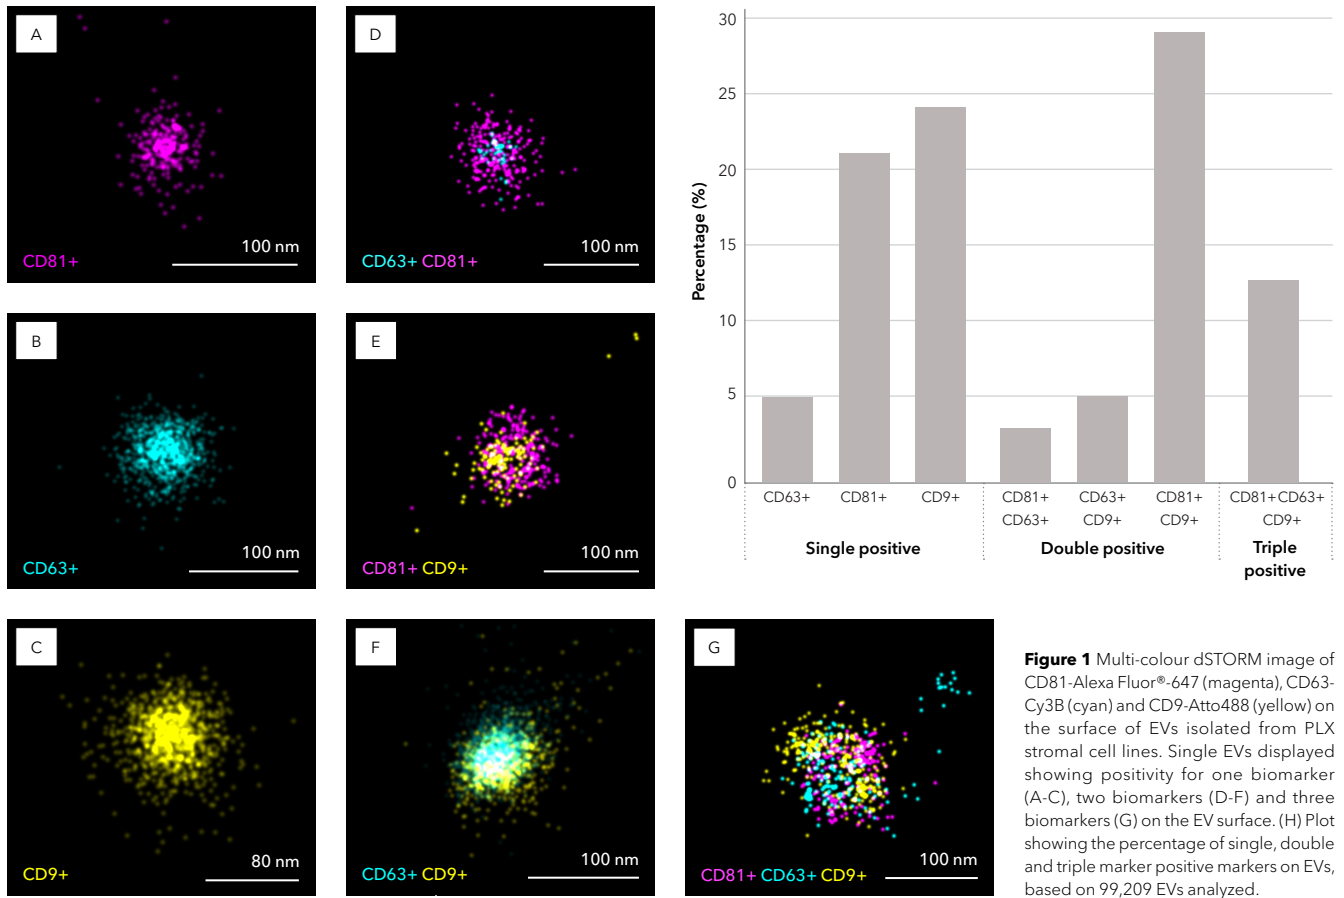 A
100 nm
CD81+
D
100 nm
CD63+ CD81+
B
100 nm
CD63+
E
100 nm
CD81+ CD9+
C
80 nm
CD9+
F
100 nm
CD63+ CD9+
G
100 nm
CD81+ CD63+ CD9+
Percentage (%)
30
25
20
15
10
5
0
CD63+
CD81+
CD9+
CD81+
CD63+
CD63+
CD9+
CD81+
CD9+
CD81+ CD63+
CD9+
Single positive
Double positive
Triple
positive
Figure 1 Multi-colour dSTORM image of
CD81-Alexa Fluor®-647 (magenta), CD63-
Cy3B (cyan) and CD9-Atto488 (yellow) on
the surface of EVs isolated from PLX
stromal cell lines. Single EVs displayed
showing positivity for one biomarker
(A-C), two biomarkers (D-F) and three
biomarkers (G) on the EV surface. (H) Plot
showing the percentage of single, double
and triple marker positive markers on EVs,
based on 99,209 EVs analyzed.